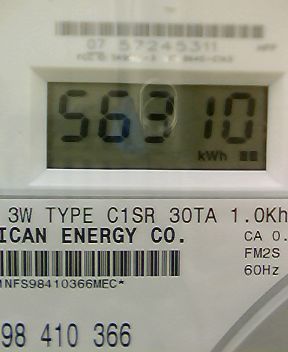 07 57245311
56310
kWh
3W TYPE C1SR 30TA 1.0Kh
ICAN ENERGY CO. CA 0.
FM2S
60Hz
NFS98410366MEC*
98 410 366